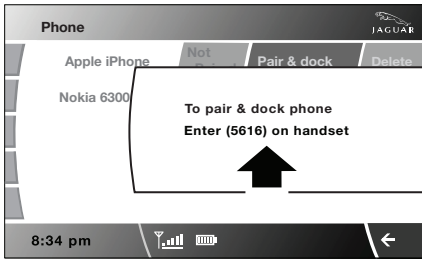 Phone
JAGUAR
Apple iPhone
Not
Paired
Pair & dock
Delete
Nokia 6300
To pair & dock phone
Enter (5616) on handset
8:34 pm